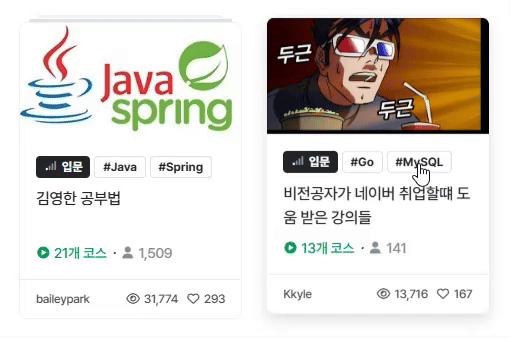 Java
spring
입문
#Java
#Spring
김영한 공부법
21개 코스 · 1,509
baileypark
31,774
293
두근
두근
입문
#Go
#MySQL
비전공자가 네이버 취업할떄 도
움 받은 강의들
13개 코스 · 141
Kkyle
13,716
167